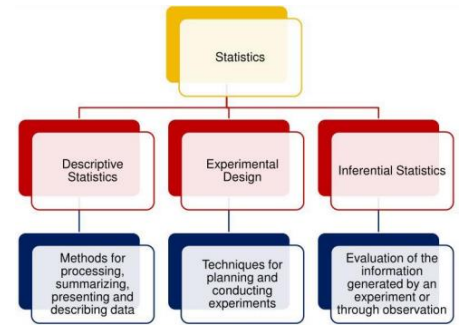 Statistics
Descriptive
Statistics
Experimental
Design
Inferential Statistics
Methods for
processing,
summarizing,
presenting and
describing data
Techniques for
planning and
conducting
experiments
Evaluation of the
information
generated by an
experiment or
through observation